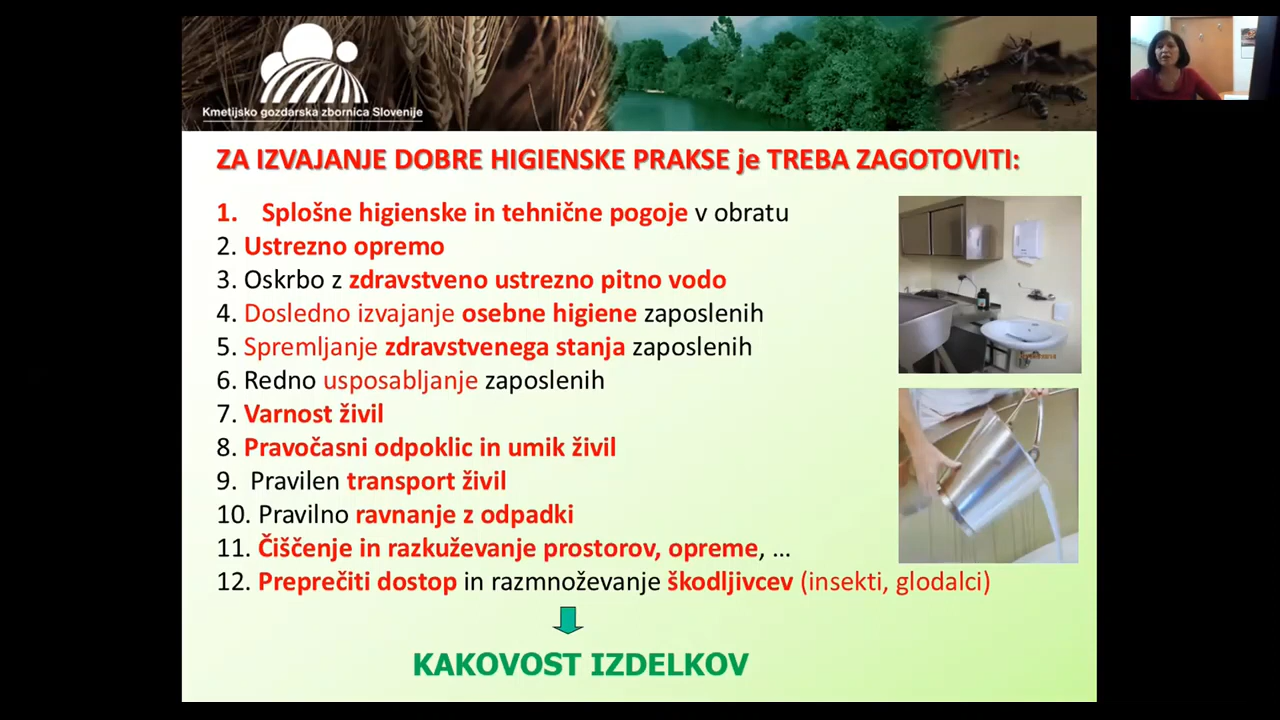 Kmetijsko gozdarska zbornica Slovenije
ZA IZVAJANJE DOBRE HIGIENSKE PRAKSE je TREBA ZAGOTOVITI:
1. Splošne higienske in tehnične pogoje v obratu
2. Ustrezno opremo
3. Oskrbo z zdravstveno ustrezno pitno vodo
4. Dosledno izvajanje osebne higiene zaposlenih
5. Spremljanje zdravstvenega stanja zaposlenih
6. Redno usposabljanje zaposlenih
7. Varnost živil
8. Pravočasni odpoklic in umik živil
9. Pravilen transport živil
10. Pravilno ravnanje z odpadki
11. Čiščenje in razkuževanje prostorov, opreme, …
12. Preprečiti dostop in razmnoževanje škodljivcev (insekti, glodalci)
KAKOVOST IZDELKOV